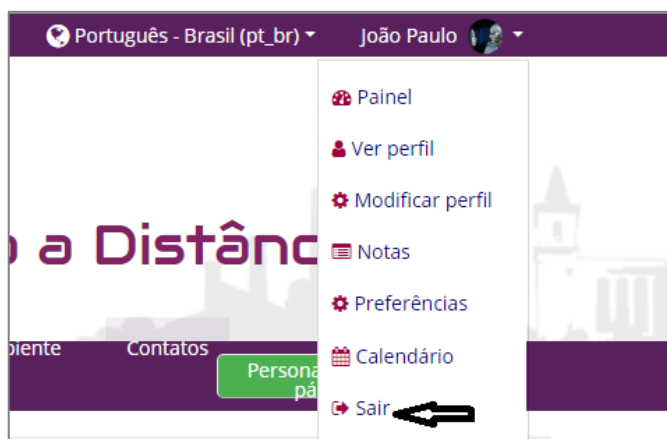 Português - Brasil (pt_br)
João Paulo
Painel
Ver perfil
Modificar perfil
a Distânc
Notas
Preferências
Contatos
Calendário
Sair